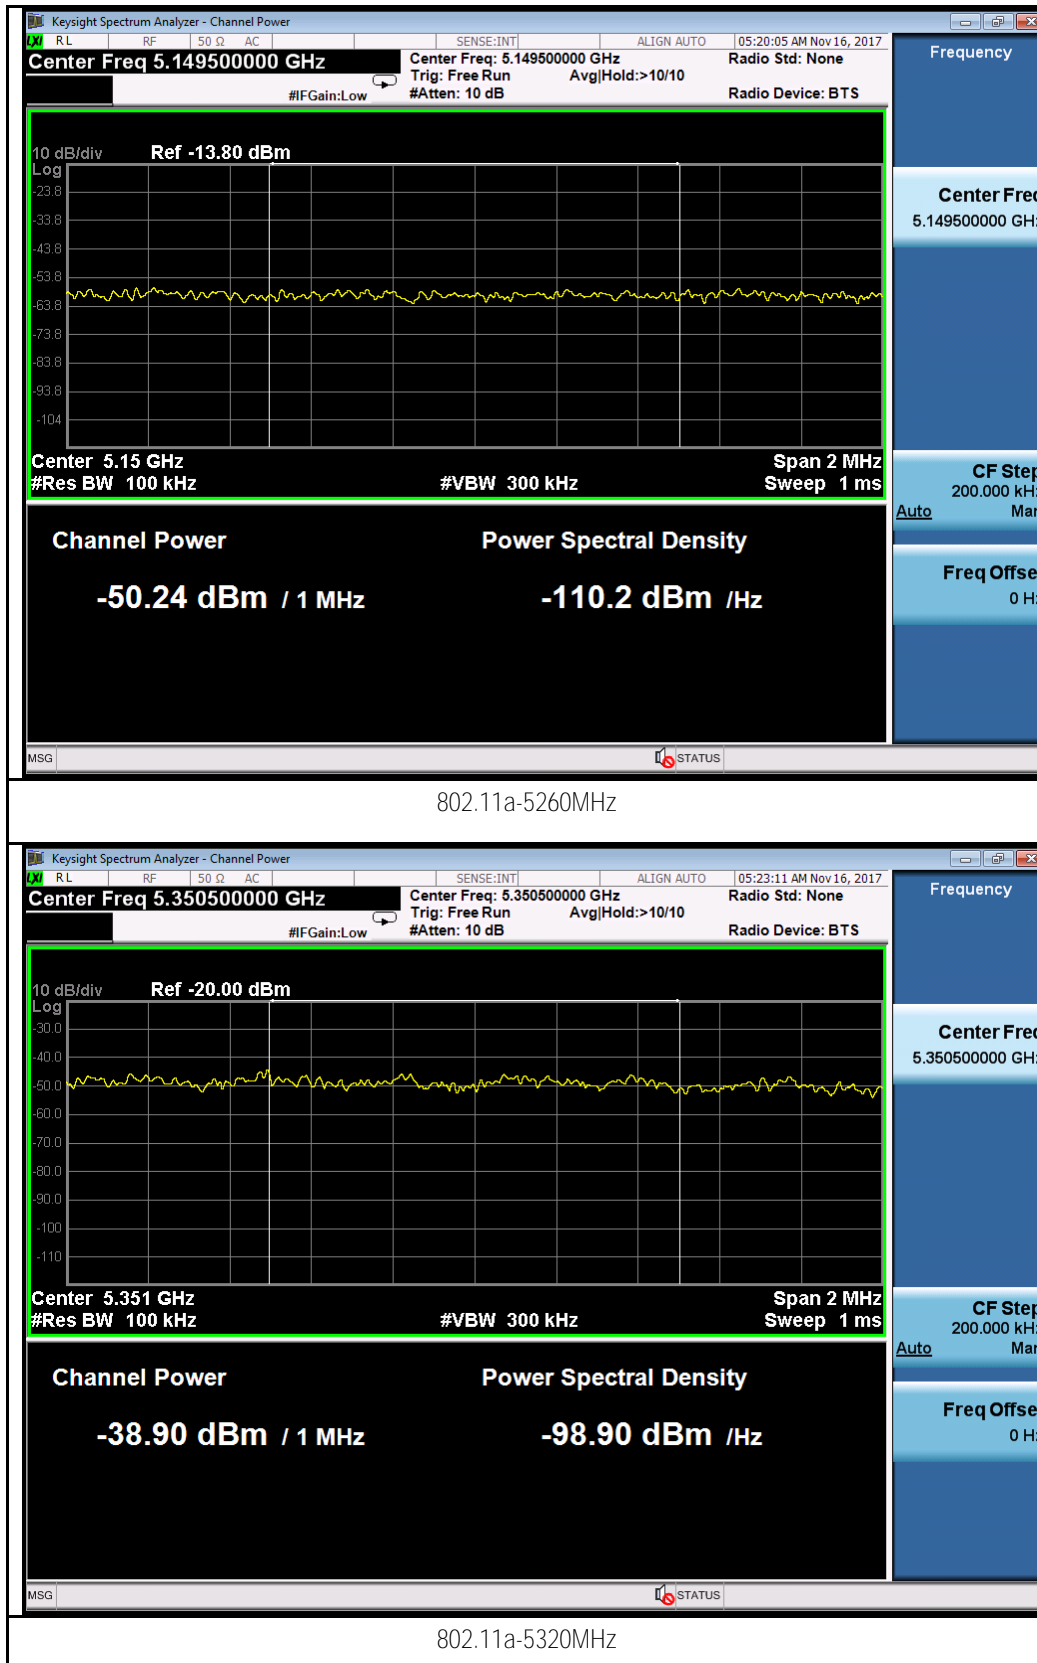 Keysight Spectrum Analyzer - Channel Power
LXI RL RF 50 Ω AC SENSE:INT ALIGN AUTO 05:20:05 AM Nov 16, 2017
Center Freq 5.149500000 GHz
Center Freq: 5.149500000 GHz Radio Std: None
Trig: Free Run Avg|Hold:>10/10
#IFGain:Low #Atten: 10 dB Radio Device: BTS
Frequency
10 dB/div Ref -13.80 dBm
Log
-23.8
-33.8
-43.8
-53.8
-63.8
-73.8
-83.8
-93.8
-104
Center 5.15 GHz Span 2 MHz
#Res BW 100 kHz #VBW 300 kHz Sweep 1 ms
Center Freq
5.149500000 GHz
CF Step
200.000 kHz
Auto Man
Freq Offse
0 Hz
Channel Power Power Spectral Density
-50.24 dBm / 1 MHz -110.2 dBm /Hz
MSG STATUS
802.11a-5260MHz
Keysight Spectrum Analyzer - Channel Power
LXI RL RF 50 Ω AC SENSE:INT ALIGN AUTO 05:23:11 AM Nov 16, 2017
Center Freq 5.350500000 GHz
Center Freq: 5.350500000 GHz Radio Std: None
Trig: Free Run Avg|Hold:>10/10
#IFGain:Low #Atten: 10 dB Radio Device: BTS
Frequency
10 dB/div Ref -20.00 dBm
Log
-30.0
-40.0
-50.0
-60.0
-70.0
-80.0
-90.0
-100
-110
Center 5.351 GHz Span 2 MHz
#Res BW 100 kHz #VBW 300 kHz Sweep 1 ms
Center Freq
5.350500000 GHz
CF Step
200.000 kHz
Auto Man
Freq Offse
0 Hz
Channel Power Power Spectral Density
-38.90 dBm / 1 MHz -98.90 dBm /Hz
MSG STATUS
802.11a-5320MHz